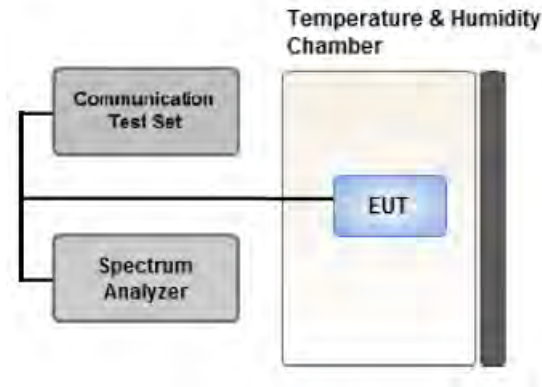 Temperature & Humidity
Chamber
Communication
Test Set
EUT
Spectrum
Analyzer